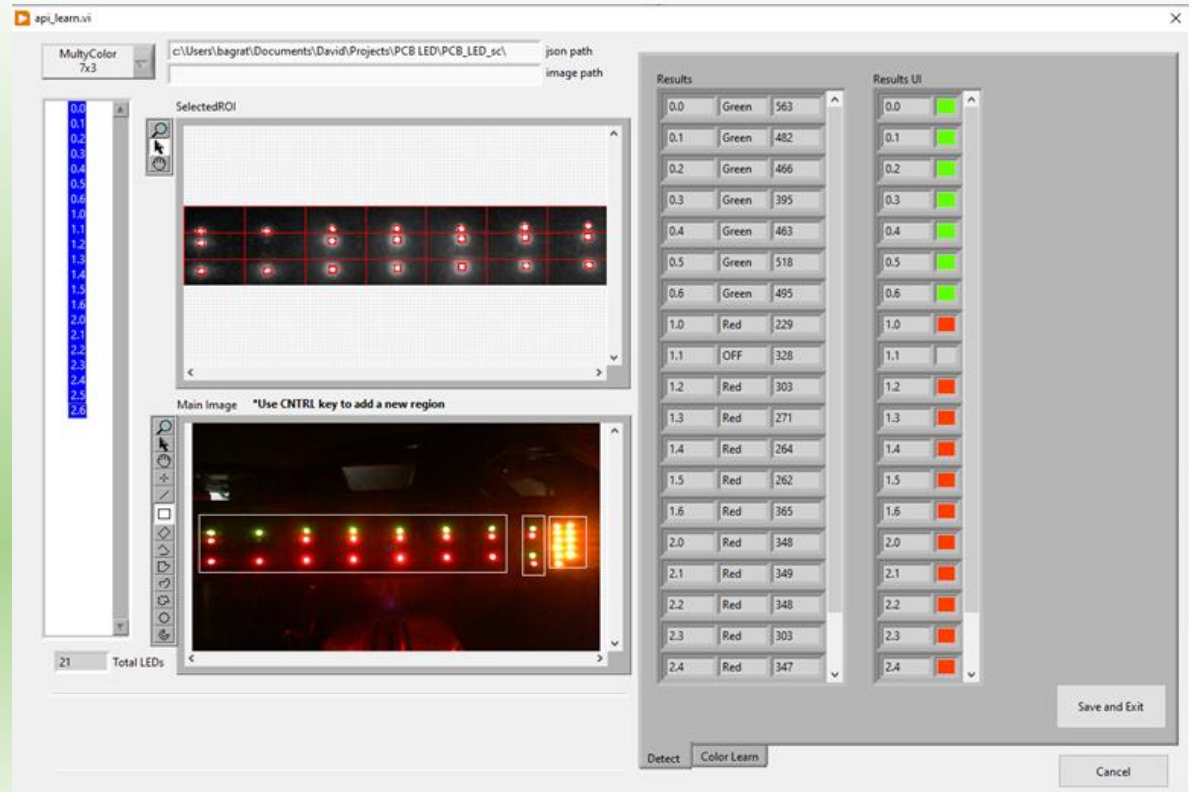 api_learn.vi
MultyColor
7x3
c:\Users\bagrat\Documents\David\Projects\PCB LED\PCB_LED_sc\ json path
image path
0.0
0.1
0.2
0.3
0.4
0.5
0.6
1.0
1.1
1.2
1.3
1.4
1.5
1.6
2.0
2.1
2.2
2.3
2.4
2.5
2.6
21 Total LEDs
SelectedROI
Main Image *Use CNTRL key to add a new region
Results
0.0 Green 563
0.1 Green 482
0.2 Green 466
0.3 Green 395
0.4 Green 463
0.5 Green 518
0.6 Green 495
1.0 Red 229
1.1 OFF 328
1.2 Red 303
1.3 Red 271
1.4 Red 264
1.5 Red 262
1.6 Red 365
2.0 Red 348
2.1 Red 349
2.2 Red 348
2.3 Red 303
2.4 Red 347
Results UI
0.0
0.1
0.2
0.3
0.4
0.5
0.6
1.0
1.1
1.2
1.3
1.4
1.5
1.6
2.0
2.1
2.2
2.3
2.4
Save and Exit
Detect Color Learn
Cancel